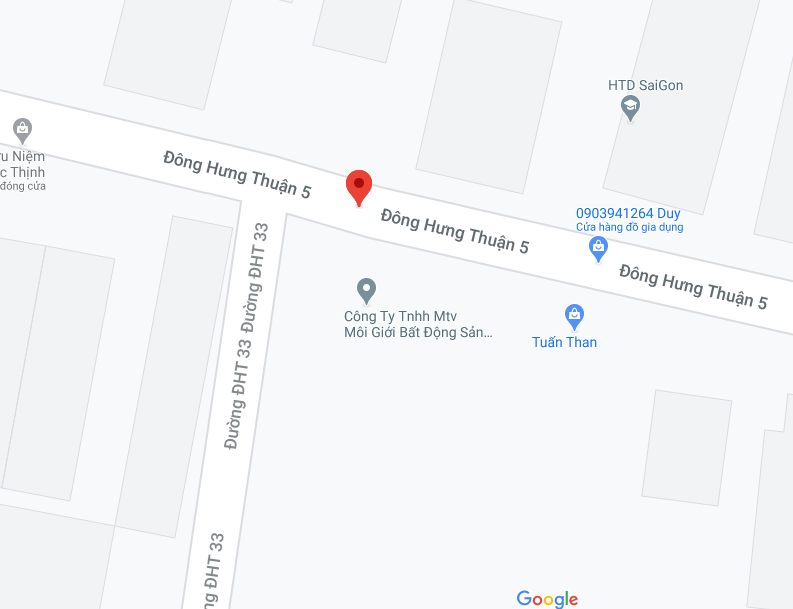 HTD SaiGon
Niệm
Thịnh
đóng cửa
Đông Hưng Thuận 5
0903941264 Duy
Cửa hàng đồ gia dụng
Đông Hưng Thuận 5
Đông Hưng Thuận 5
Đường ĐHT 33
Công Ty Tnhh Mtv
Môi Giới Bất Động Sản...
Tuấn Than
Đường ĐHT 33
ĐHT 33
Google